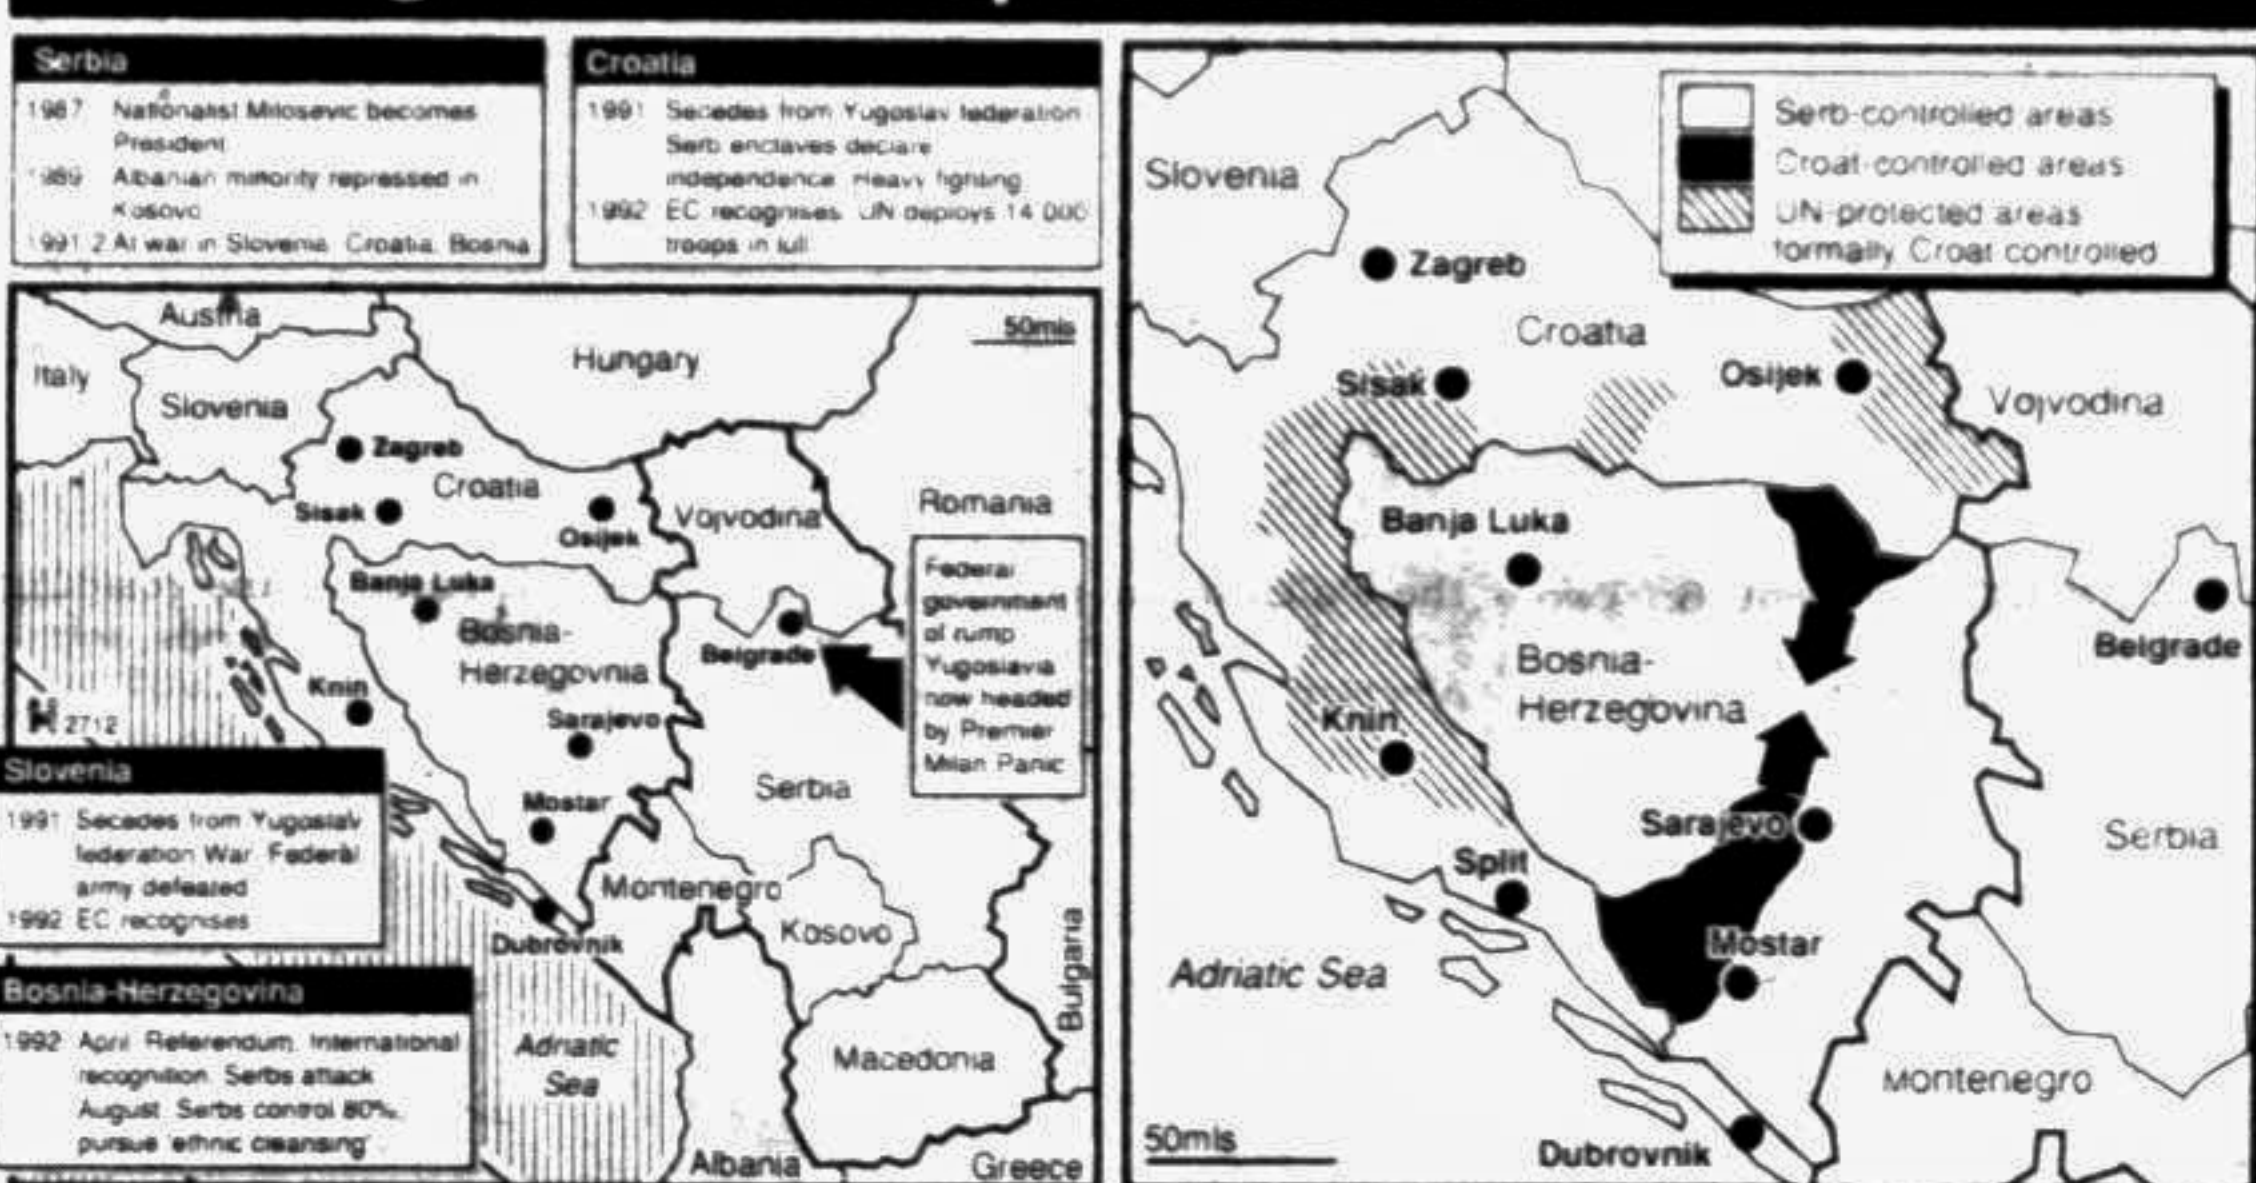 Serbia
1987 Nationalist Milosevic becomes
President
1989 Albanian minority repressed in
Kosovo
1991 2 At war in Slovenia Croatia Bosnia
Croatia
1991 Secedes from Yugoslav federation
Serb enclaves declare
independence Heavy fighting
1992 EC recognises UN deploys 14 000
troops in lull
Austria
Italy
Hungary
50mls
Slovenia
Zagreb
Croatia
Sisak
Osijek
Vojvodina
Romania
Banja Luka
Bosnia-
Herzegovnia
Belgrade
Federal
government
of rump
Yugoslavia
now headed
by Premier
Milan Panic
Knin
Sarajevo
2712
Mostar
Serbia
Montenegro
Kosovo
Dubrovnik
Bulgaria
Adriatic
Sea
Macedonia
Albania
Greece
Slovenia
1991 Secedes from Yugoslav
federation War Federal
army defeated
1992 EC recognises
Bosnia-Herzegovina
1992 April Referendum. International
recognition. Serbs attack
August Serbs control 80%,
pursue 'ethnic cleansing'
Serb-controlled areas
Croat-controlled areas
UN-protected areas
formally Croat controlled
Slovenia
Zagreb
Croatia
Sisak
Osijek
Vojvodina
Banja Luka
Belgrade
Bosnia-
Herzegovina
Knin
Sarajevo
Serbia
Split
Mostar
Adriatic Sea
Montenegro
50mls
Dubrovnik